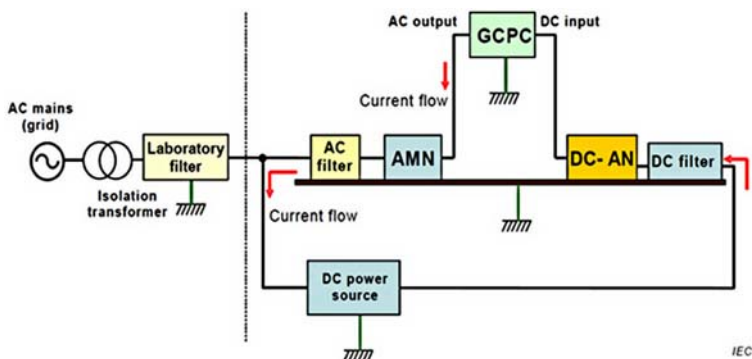 AC output
GCPC
DC input
Current flow
AC mains
(grid)
Laboratory
filter
Isolation
transformer
AC
filter
AMN
DC- AN
DC filter
Current flow
DC power
source
IEC